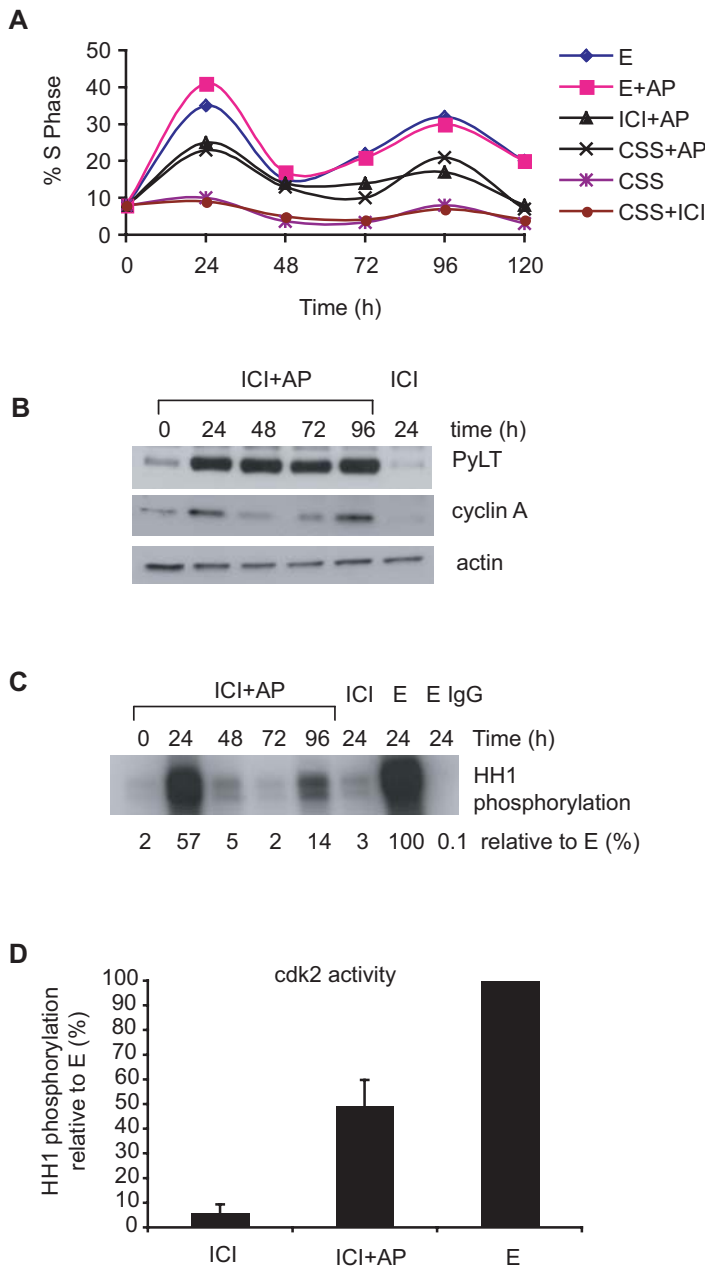 A
% S Phase
50
40
30
20
10
0
0 24 48 72 96 120
Time (h)
E
E+AP
ICI+AP
CSS+AP
CSS
CSS+ICI
B
ICI+AP ICI
0 24 48 72 96 24 time (h)
PyLT
cyclin A
actin
C
ICI+AP ICI E E IgG
0 24 48 72 96 24 24 24 Time (h)
HH1
phosphorylation
2 57 5 2 14 3 100 0.1 relative to E (%)
D
cdk2 activity
HH1 phosphorylation
relative to E (%)
100
90
80
70
60
50
40
30
20
10
0
ICI ICI+AP E